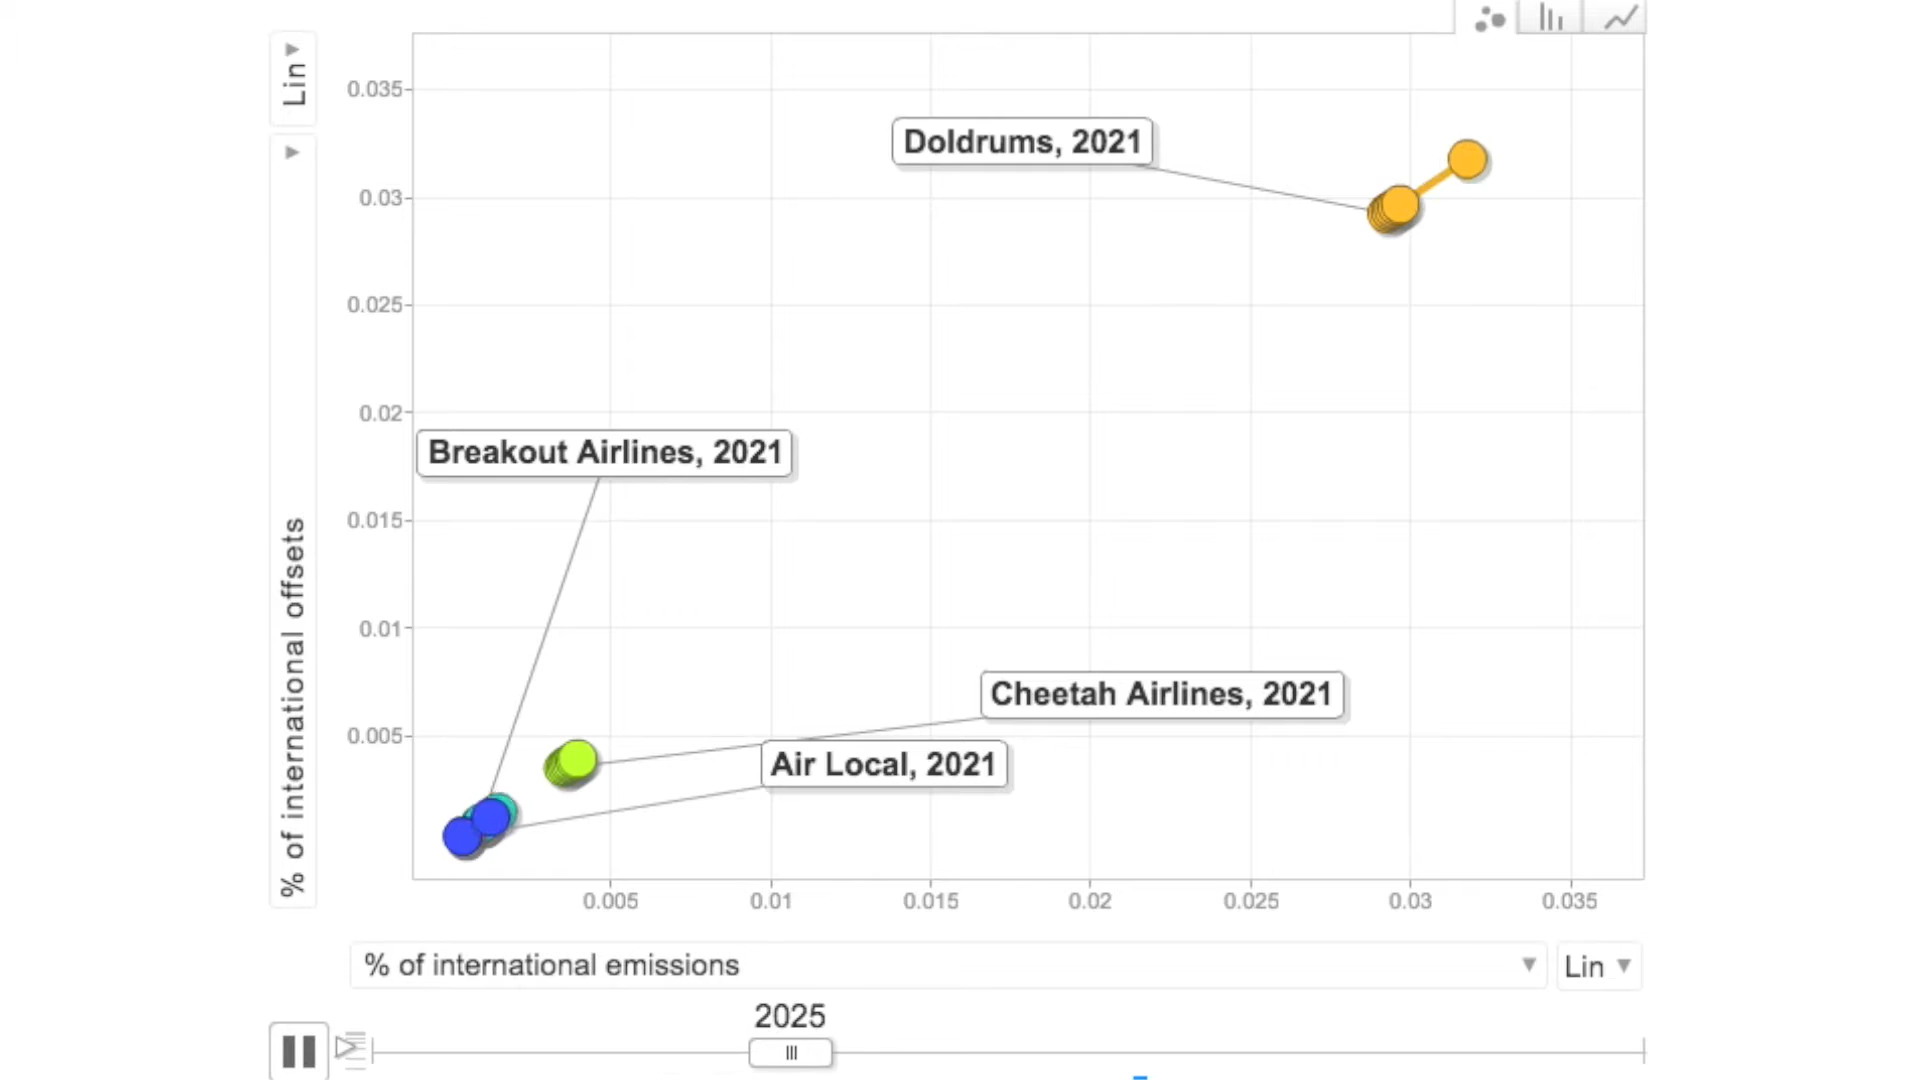 Lin
% of international offsets
0.035
0.03
0.025
0.02
0.015
0.01
0.005
Doldrums, 2021
Breakout Airlines, 2021
Cheetah Airlines, 2021
Air Local, 2021
0.005 0.01 0.015 0.02 0.025 0.03 0.035
% of international emissions
Lin
2025